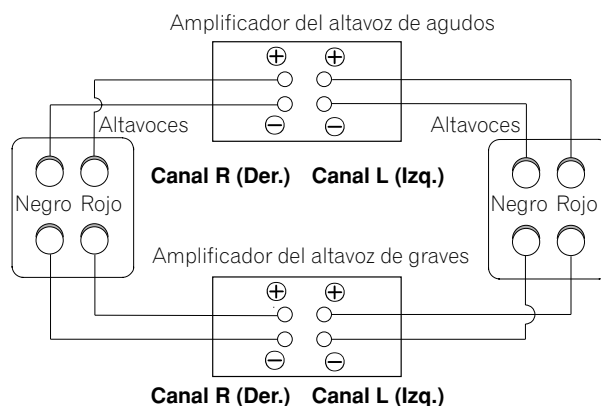 Amplificador del altavoz de agudos
Altavoces
Altavoces
Canal R (Der.) Canal L (Izq.)
Negro Rojo
Negro Rojo
Amplificador del altavoz de graves
Canal R (Der.) Canal L (Izq.)